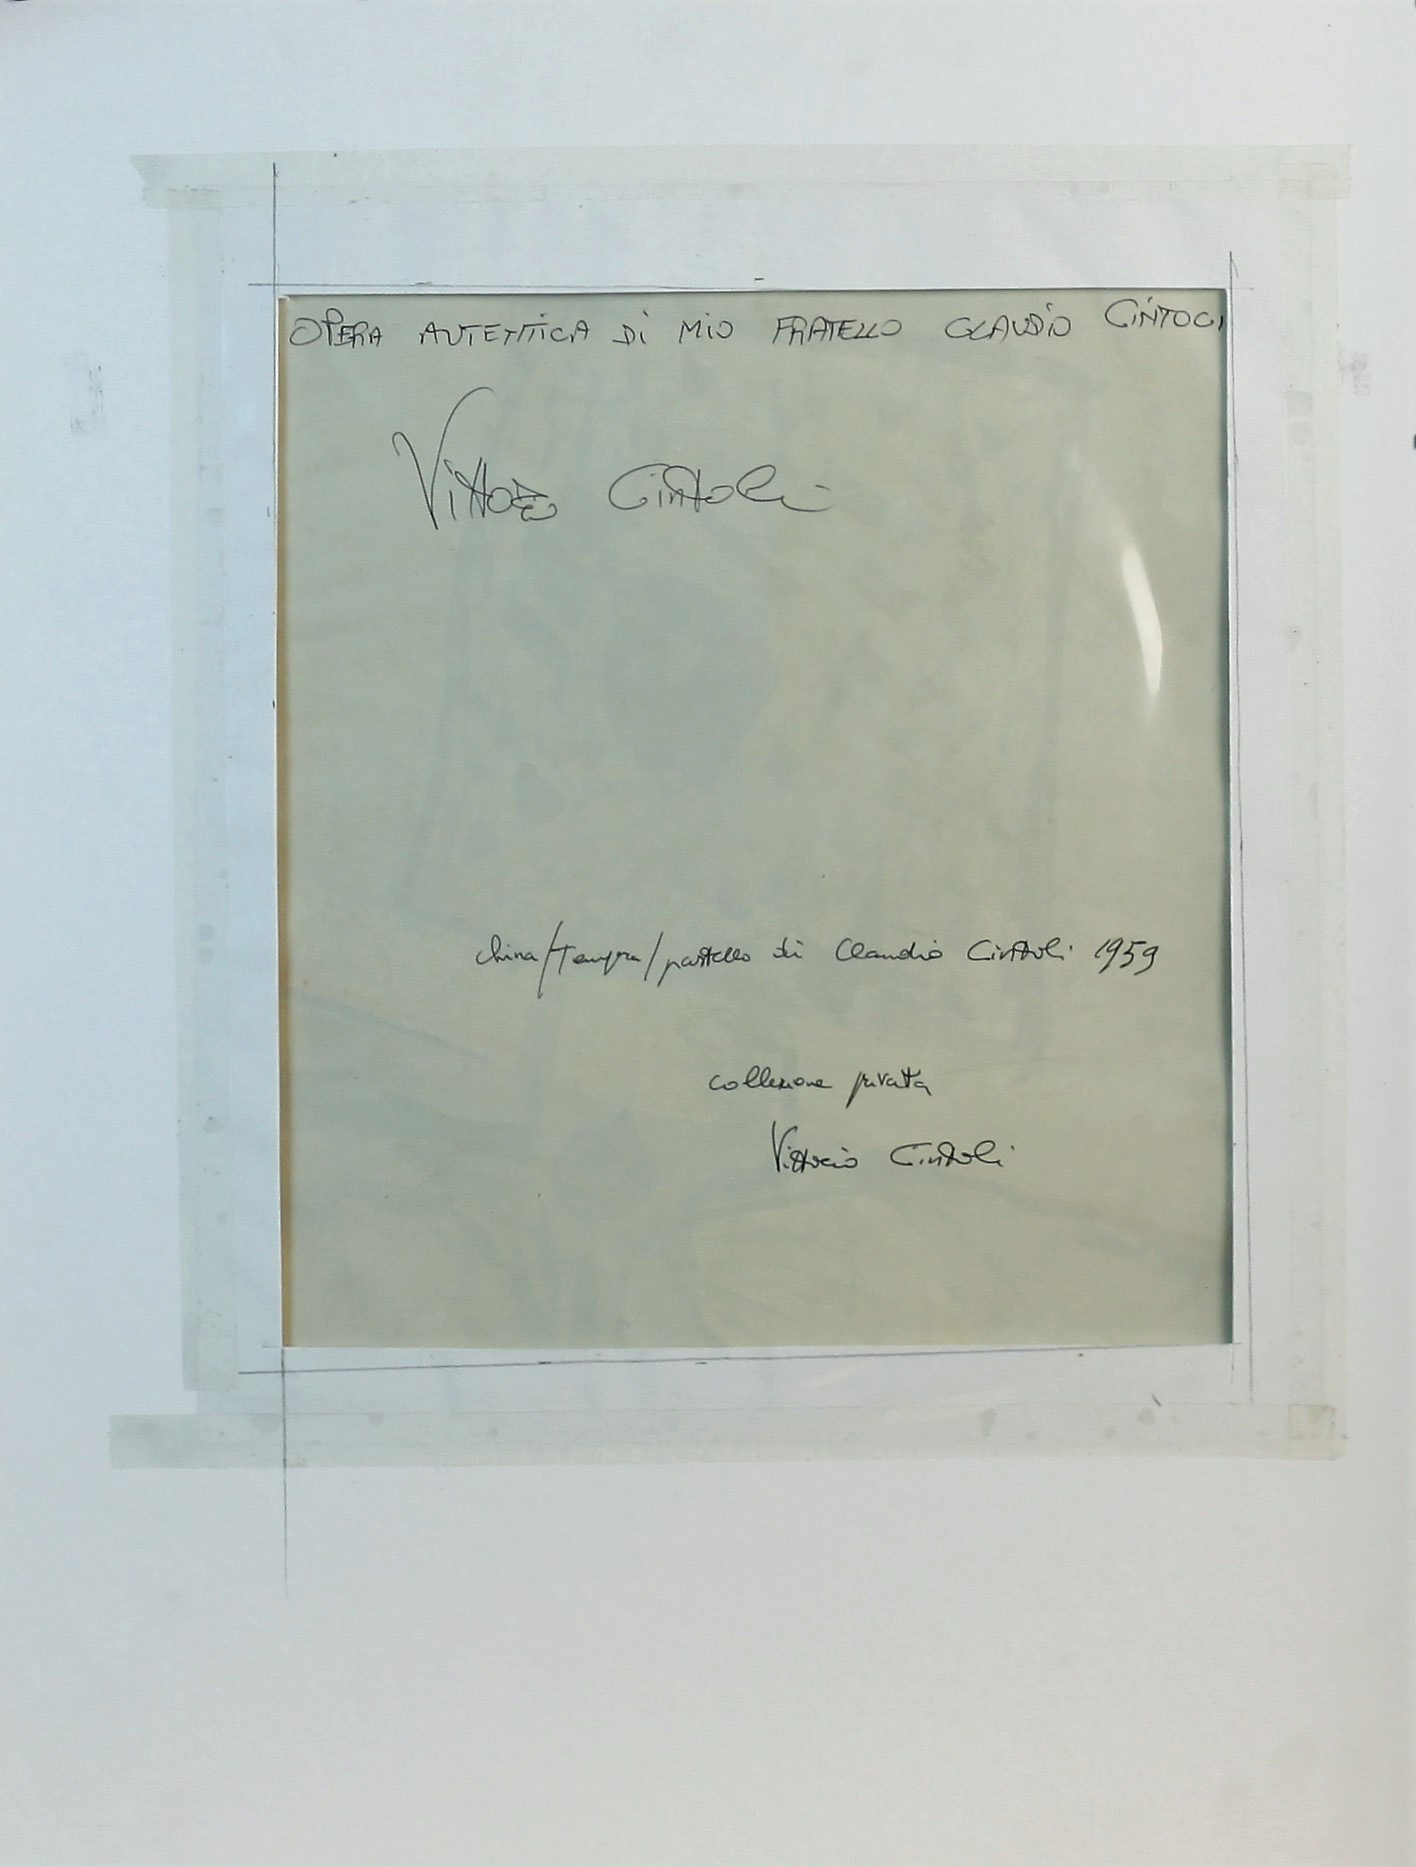 OPERA AUTENTICA Di Mio FRATELLO CLAUDiO CiNTOLI
Vittorio Cintoli
china/tempra/pastello di Claudio Cintoli 1959
collezione privata
Vittorio Cintoli